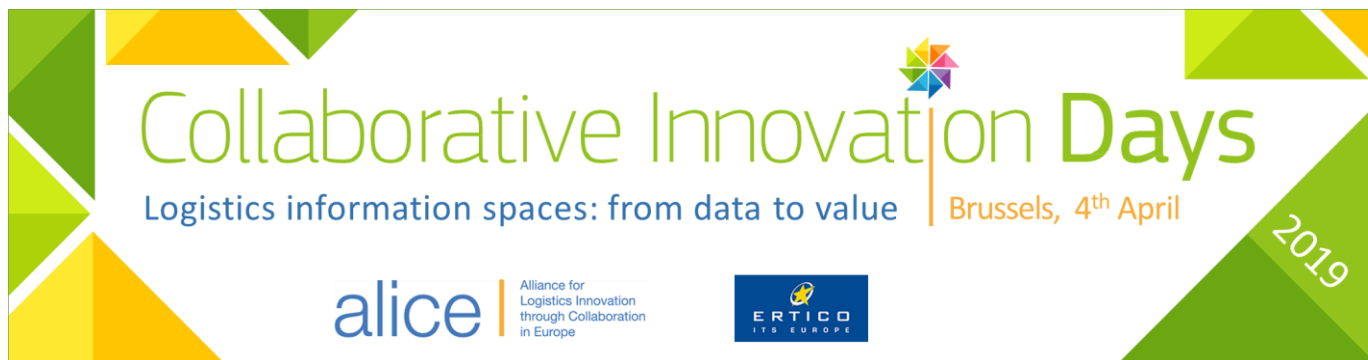 Collaborative Innovation Days
Logistics information spaces: from data to value
Brussels, 4th April
2019
alice
Alliance for
Logistics Innovation
through Collaboration
in Europe
ERTICO
ITS EUROPE